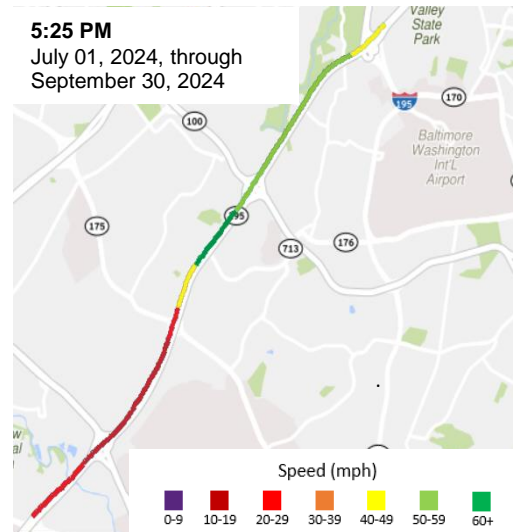 5:25 PM
July 01, 2024, through
September 30, 2024
Valley
State
Park
195
170
100
Baltimore
Washington
Int'L
Airport
295
175
713
176
Speed (mph)
0-9
10-19
20-29
30-39
40-49
50-59
60+